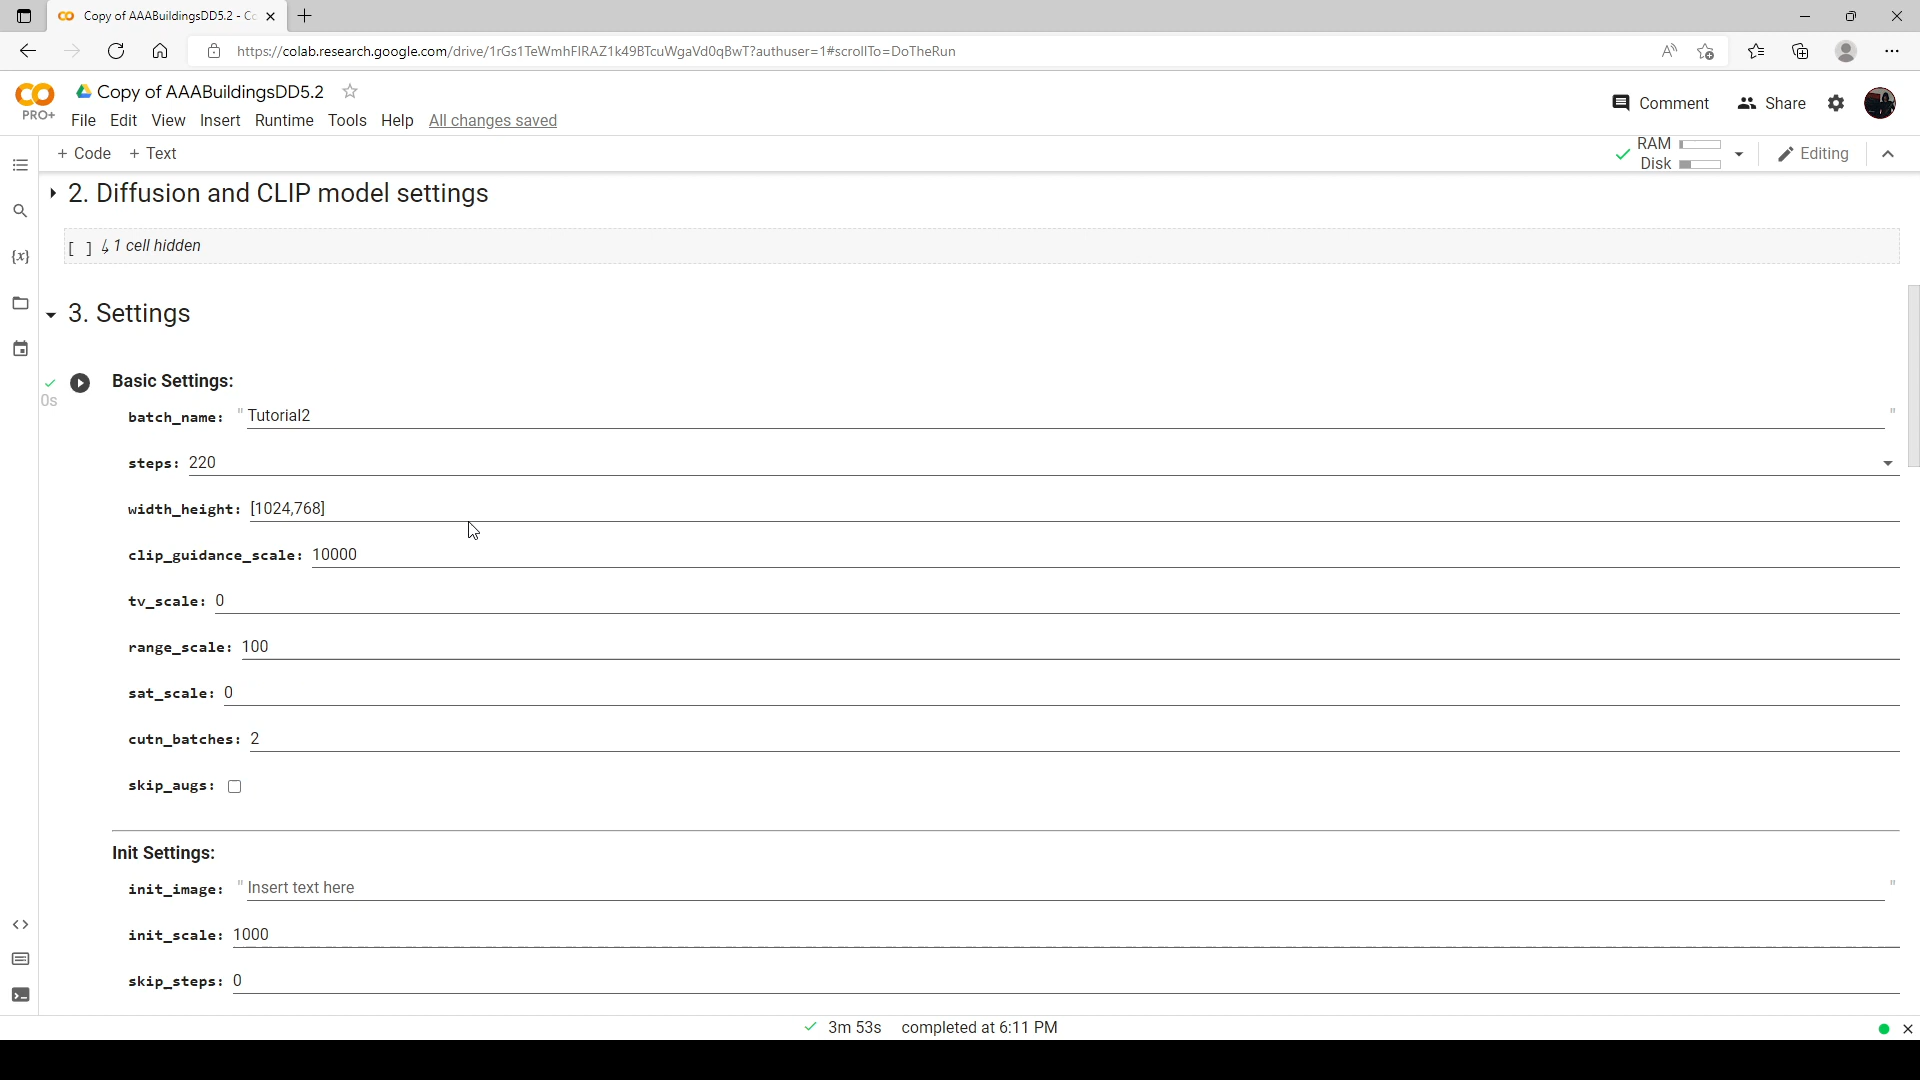 Copy of AAABuildingsDD5.2 - Co
https://colab.research.google.com/drive/1rGs1TeWmhFIRAZ1k49BTcuWgaVd0qBwT?authuser=1#scrollTo=DoTheRun
Copy of AAABuildingsDD5.2
PRO+
File Edit View Insert Runtime Tools Help All changes saved
Comment Share
+ Code + Text
RAM
Disk
Editing
2. Diffusion and CLIP model settings
[ ] ↳ 1 cell hidden
{x}
3. Settings
Basic Settings:
0s
batch_name: " Tutorial2 "
steps: 220
width_height: [1024,768]
clip_guidance_scale: 10000
tv_scale: 0
range_scale: 100
sat_scale: 0
cutn_batches: 2
skip_augs:
Init Settings:
init_image: " Insert text here "
init_scale: 1000
skip_steps: 0
3m 53s completed at 6:11 PM